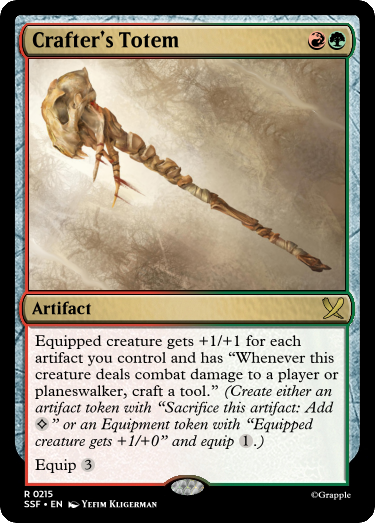 Crafter's Totem
Artifact
Equipped creature gets +1/+1 for each
artifact you control and has “Whenever this
creature deals combat damage to a player or
planeswalker, craft a tool.” (Create either an
artifact token with “Sacrifice this artifact: Add
” or an Equipment token with “Equipped
creature gets +1/+0” and equip 1.)
Equip 3
R 0215
SSF • EN Yefim Kligerman
©Grapple